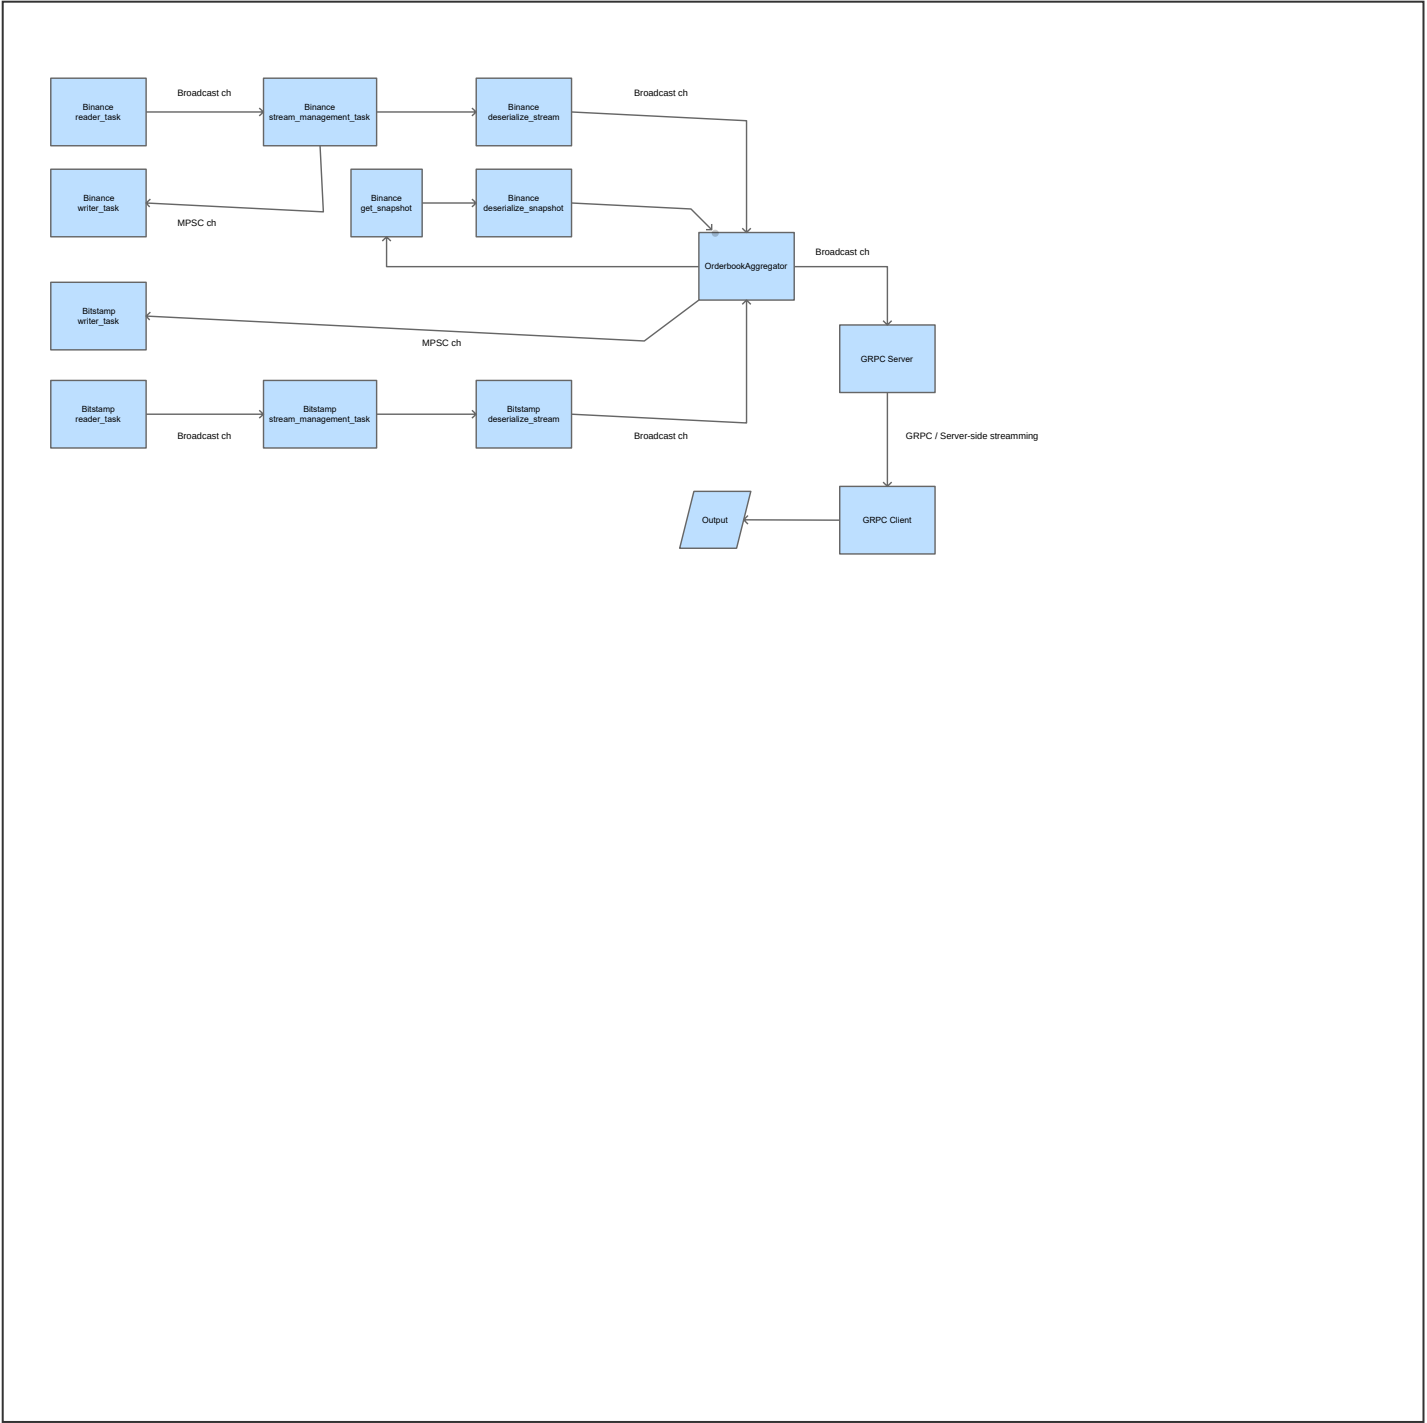 Broadcast ch
Broadcast ch
Binance
reader_task
Binance
stream_management_task
Binance
deserialize_stream
Binance
writer_task
MPSC ch
Binance
get_snapshot
Binance
deserialize_snapshot
OrderbookAggregator
Broadcast ch
Bitstamp
writer_task
MPSC ch
GRPC Server
Bitstamp
reader_task
Broadcast ch
Bitstamp
stream_management_task
Bitstamp
deserialize_stream
Broadcast ch
GRPC / Server-side streamming
Output
GRPC Client